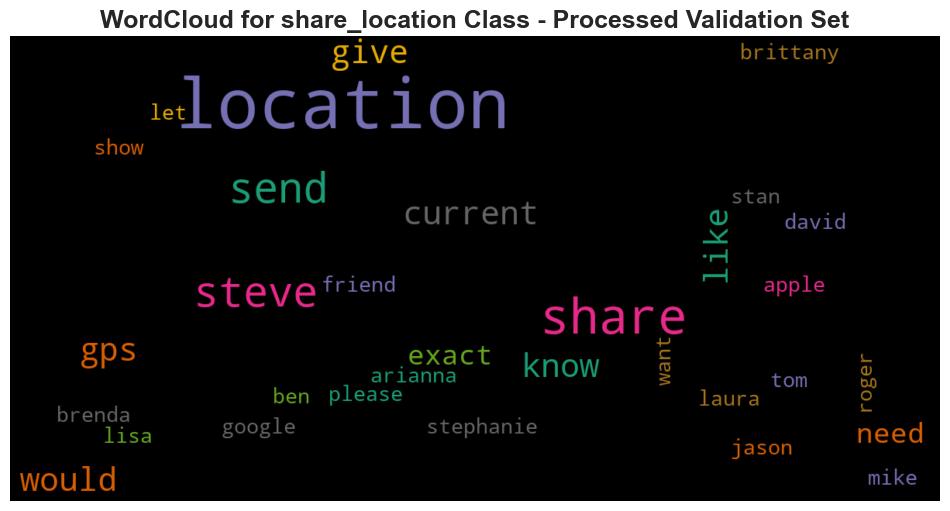 WordCloud for share_location Class - Processed Validation Set
give
brittany
location
let
show
send
stan
current
david
like
steve
friend
apple
share
gps
exact
know
want
arianna
tom
roger
ben
please
laura
brenda
google
stephanie
lisa
need
jason
would
mike